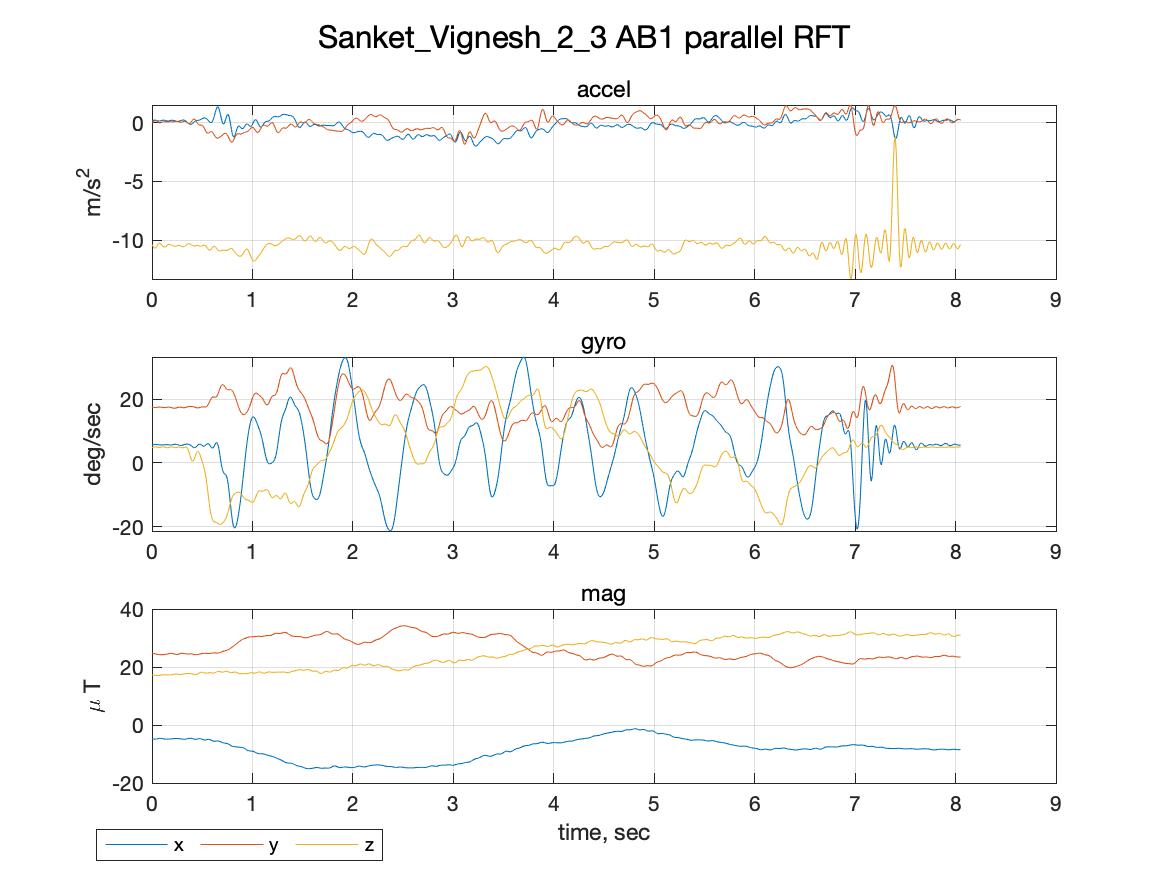 Sanket_Vignesh_2_3 AB1 parallel RFT
accel
m/s²
0
-5
-10
0 1 2 3 4 5 6 7 8 9
gyro
deg/sec
20
0
-20
0 1 2 3 4 5 6 7 8 9
mag
μ T
40
20
0
-20
0 1 2 3 4 5 6 7 8 9
time, sec
x y z